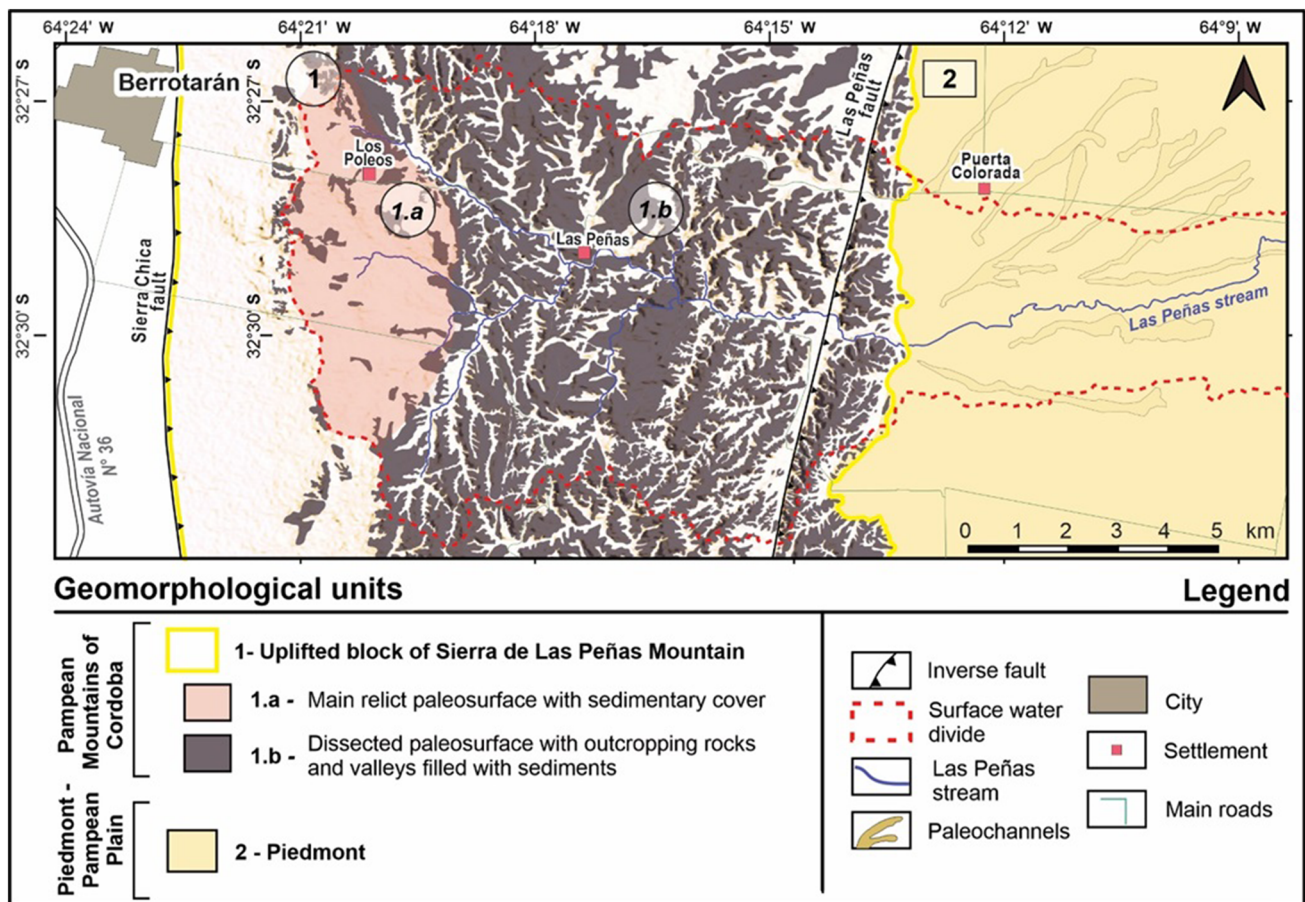 64°24' W
64°21' W
64°18' W
64°15' W
64°12' W
64°9' W
32°27' S
32°30' S
Berrotarán
1
32°27' S
32°30' S
Los
Poleos
1.a
1.b
Las Peñas
Las Peñas
fault
2
Puerta
Colorada
Sierra Chica
fault
Las Peñas stream
Autovía Nacional
N° 36
0 1 2 3 4 5 km
Geomorphological units
Pampean
Mountains of
Cordoba
1- Uplifted block of Sierra de Las Peñas Mountain
1.a - Main relict paleosurface with sedimentary cover
1.b - Dissected paleosurface with outcropping rocks
and valleys filled with sediments
Piedmont -
Pampean
Plain
2 - Piedmont
Legend
Inverse fault
Surface water
divide
Las Peñas
stream
Paleochannels
City
Settlement
Main roads